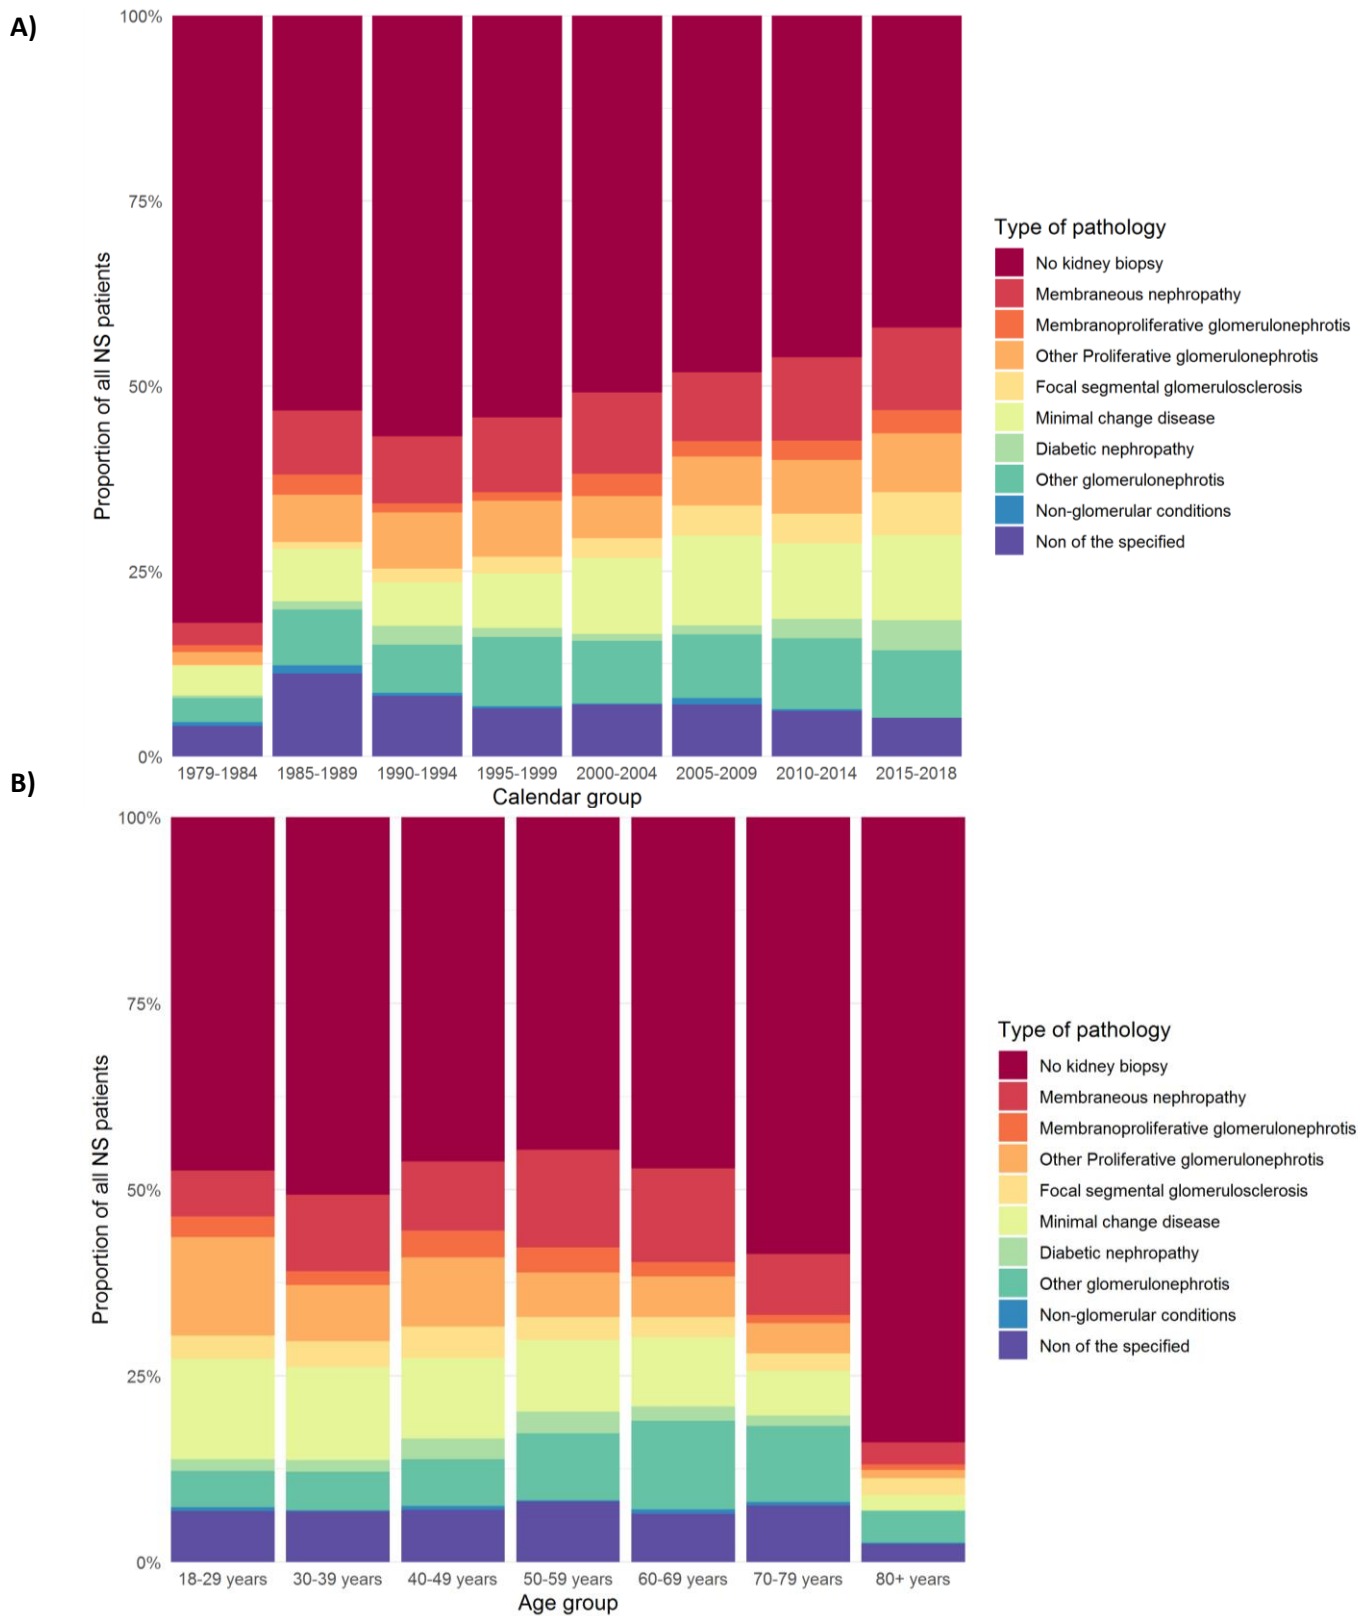 A)
100%
75%
50%
25%
0%
Proportion of all NS patients
1979-1984 1985-1989 1990-1994 1995-1999 2000-2004 2005-2009 2010-2014 2015-2018
Calendar group
Type of pathology
No kidney biopsy
Membraneous nephropathy
Membranoproliferative glomerulonephrotis
Other Proliferative glomerulonephrotis
Focal segmental glomerulosclerosis
Minimal change disease
Diabetic nephropathy
Other glomerulonephrotis
Non-glomerular conditions
Non of the specified
B)
100%
75%
50%
25%
0%
Proportion of all NS patients
18-29 years 30-39 years 40-49 years 50-59 years 60-69 years 70-79 years 80+ years
Age group
Type of pathology
No kidney biopsy
Membraneous nephropathy
Membranoproliferative glomerulonephrotis
Other Proliferative glomerulonephrotis
Focal segmental glomerulosclerosis
Minimal change disease
Diabetic nephropathy
Other glomerulonephrotis
Non-glomerular conditions
Non of the specified